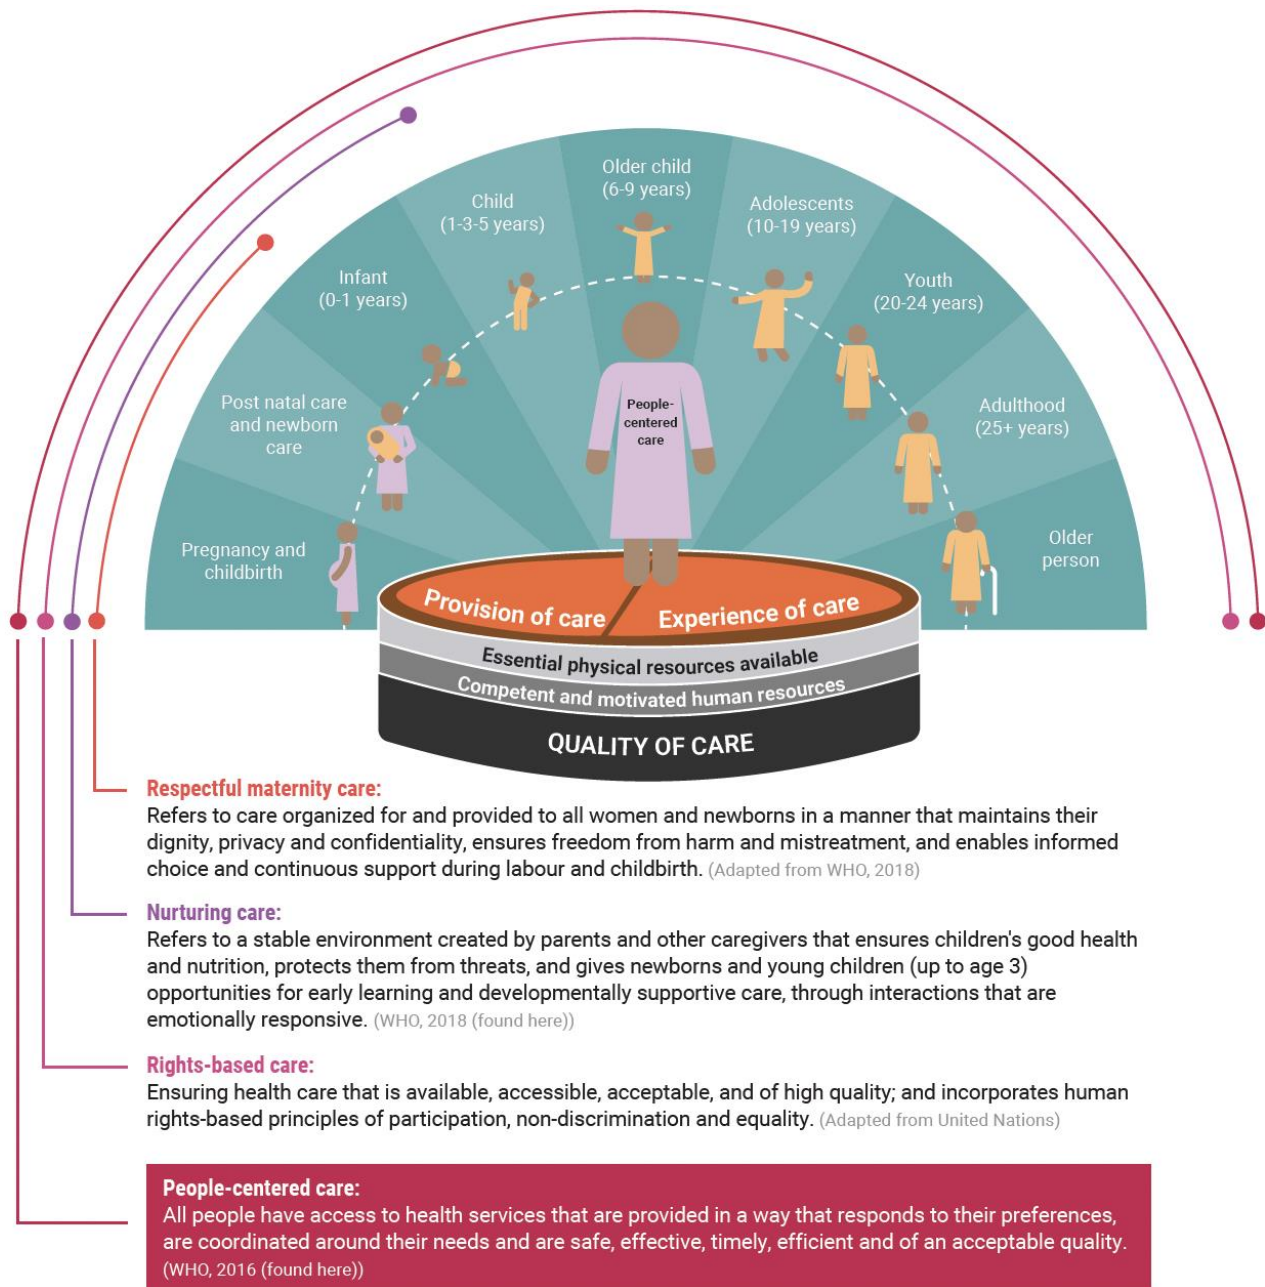 Older child
(6-9 years)
Child
(1-3-5 years)
Adolescents
(10-19 years)
Infant
(0-1 years)
Youth
(20-24 years)
Post natal care
and newborn
care
People-
centered
care
Adulthood
(25+ years)
Pregnancy and
childbirth
Older
person
Provision of care
Experience of care
Essential physical resources available
Competent and motivated human resources
QUALITY OF CARE
Respectful maternity care:
Refers to care organized for and provided to all women and newborns in a manner that maintains their
dignity, privacy and confidentiality, ensures freedom from harm and mistreatment, and enables informed
choice and continuous support during labour and childbirth. (Adapted from WHO, 2018)
Nurturing care:
Refers to a stable environment created by parents and other caregivers that ensures children's good health
and nutrition, protects them from threats, and gives newborns and young children (up to age 3)
opportunities for early learning and developmentally supportive care, through interactions that are
emotionally responsive. (WHO, 2018 (found here))
Rights-based care:
Ensuring health care that is available, accessible, acceptable, and of high quality; and incorporates human
rights-based principles of participation, non-discrimination and equality. (Adapted from United Nations)
People-centered care:
All people have access to health services that are provided in a way that responds to their preferences,
are coordinated around their needs and are safe, effective, timely, efficient and of an acceptable quality.
(WHO, 2016 (found here))